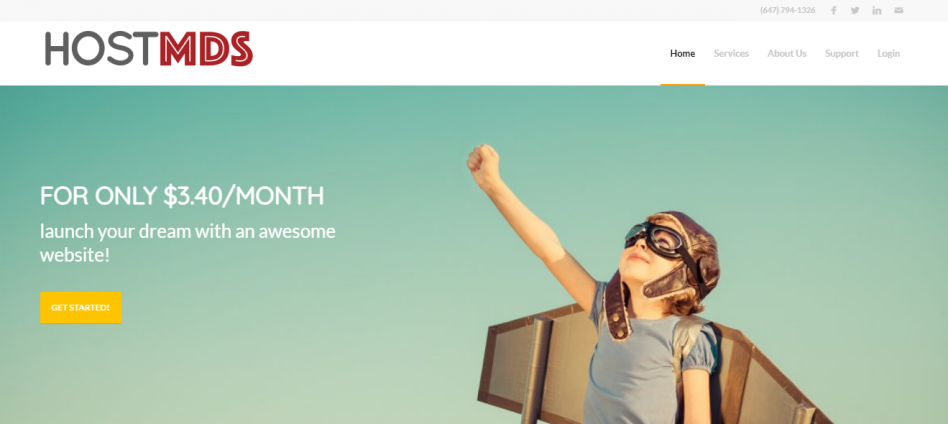 (647) 794-1326
HOSTMDS
Home Services About Us Support Login
FOR ONLY $3.40/MONTH
launch your dream with an awesome
website!
GET STARTED!